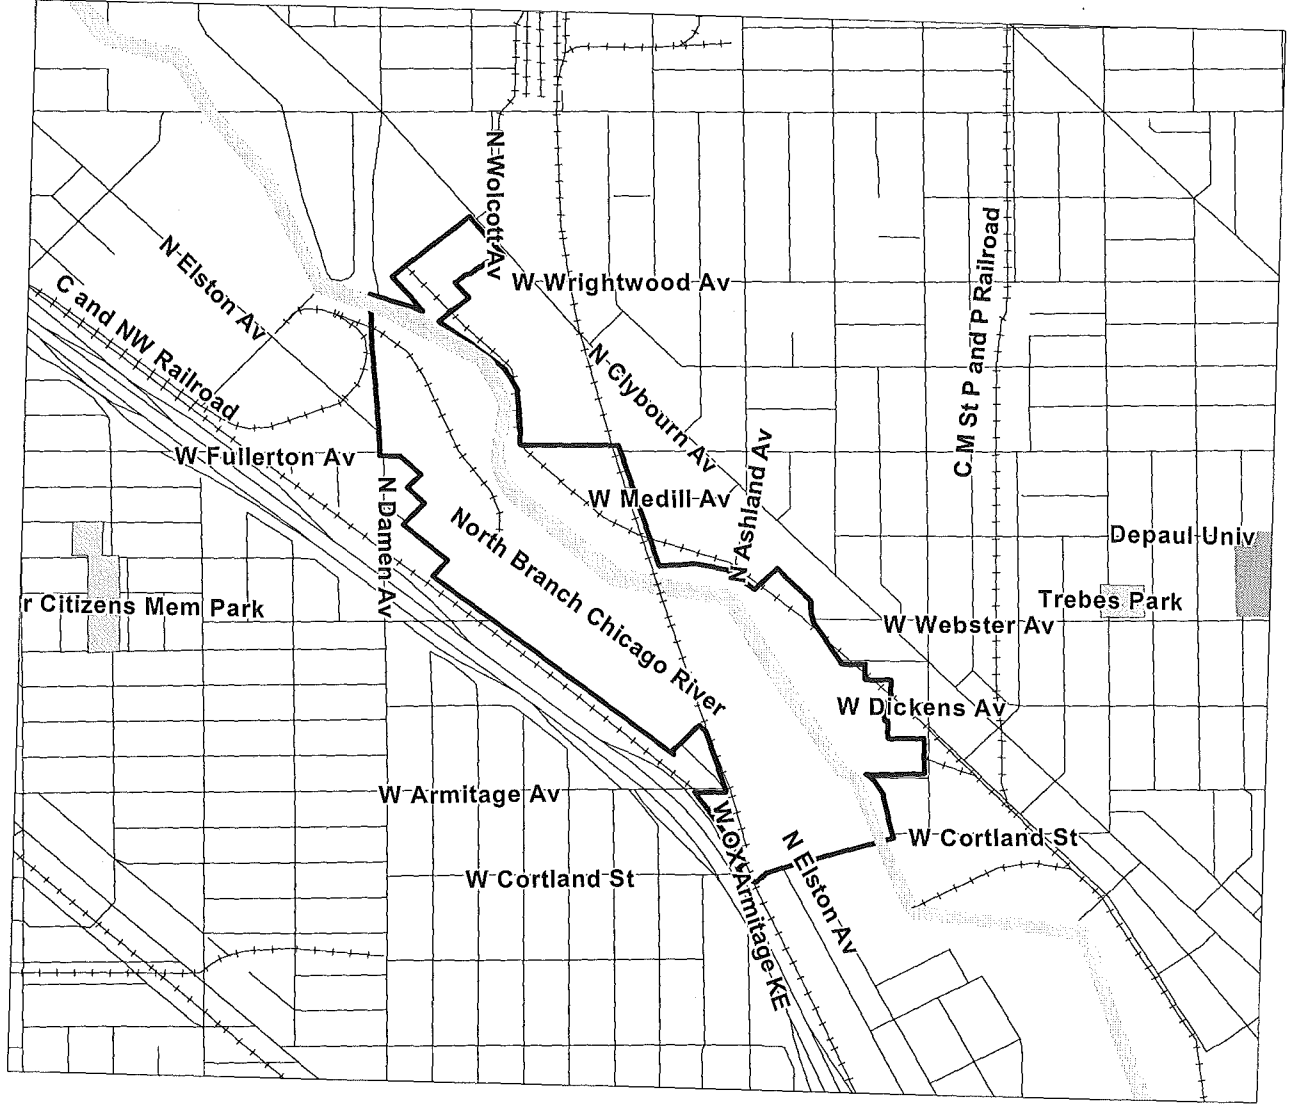 N Wolcott Av
N Elston Av
W Wrightwood Av
C and NW Railroad
C M St P and P Railroad
N Clybourn Av
W Fullerton Av
N Ashland Av
W Medill Av
N Damen Av
North Branch Chicago River
Depaul Univ
r Citizens Mem Park
Trebes Park
W Webster Av
W Dickens Av
W Armitage Av
W OX Armitage KE
W Cortland St
N Elston Av
W Cortland St